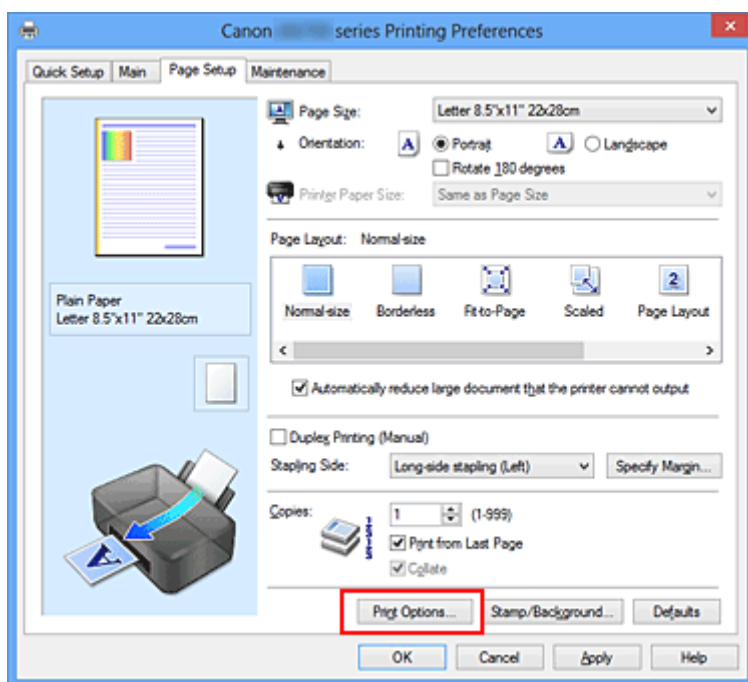 Canon series Printing Preferences
Quick Setup Main Page Setup Maintenance
Page Size: Letter 8.5"x11" 22x28cm
Orientation: A Portrait A Landscape
Rotate 180 degrees
Printer Paper Size: Same as Page Size
Page Layout: Normal-size
2
Normal-size Borderless Fit-to-Page Scaled Page Layout
Plain Paper
Letter 8.5"x11" 22x28cm
Automatically reduce large document that the printer cannot output
Duplex Printing (Manual)
Stapling Side: Long-side stapling (Left) Specify Margin...
Copies: 1 (1-999)
Print from Last Page
Collate
A
Print Options... Stamp/Background... Defaults
OK Cancel Apply Help